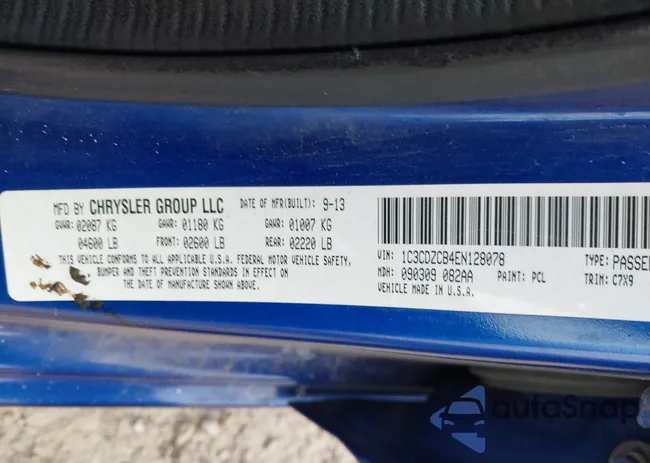 MFD BY CHRYSLER GROUP LLC DATE OF MFR(BUILT): 9-13
GVWR: 02087 KG GAWR: 01180 KG GAWR: 01007 KG
04600 LB FRONT: 02600 LB REAR: 02220 LB
THIS VEHICLE CONFORMS TO ALL APPLICABLE U.S.A. FEDERAL MOTOR VEHICLE SAFETY,
BUMPER AND THEFT PREVENTION STANDARDS IN EFFECT ON
THE DATE OF MANUFACTURE SHOWN ABOVE.
VIN: 1C3CDZCB4EN128078 TYPE: PASSE
MDH: 090309 082AA PAINT: PCL TRIM: C7X9
VEHICLE MADE IN U.S.A.
autoSnap